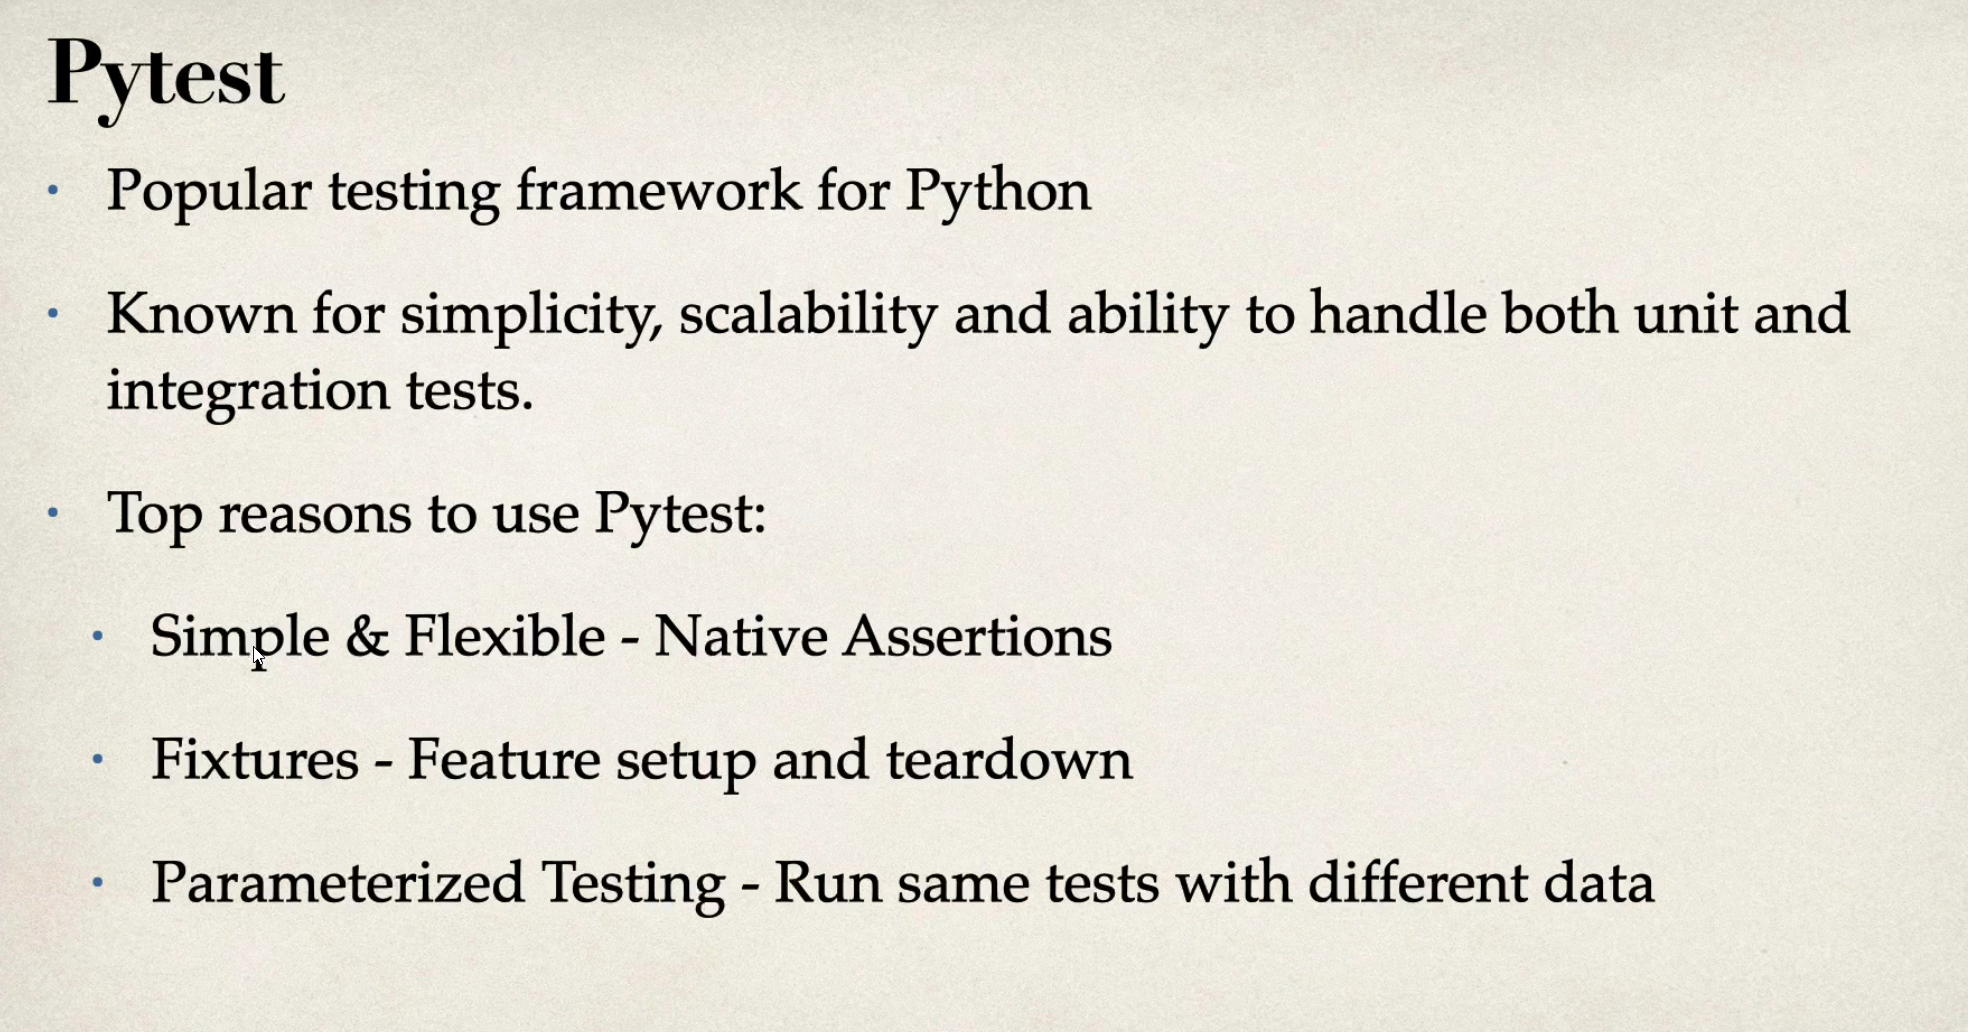 Pytest
• Popular testing framework for Python
• Known for simplicity, scalability and ability to handle both unit and
integration tests.
• Top reasons to use Pytest:
• Simple & Flexible - Native Assertions
• Fixtures - Feature setup and teardown
• Parameterized Testing - Run same tests with different data